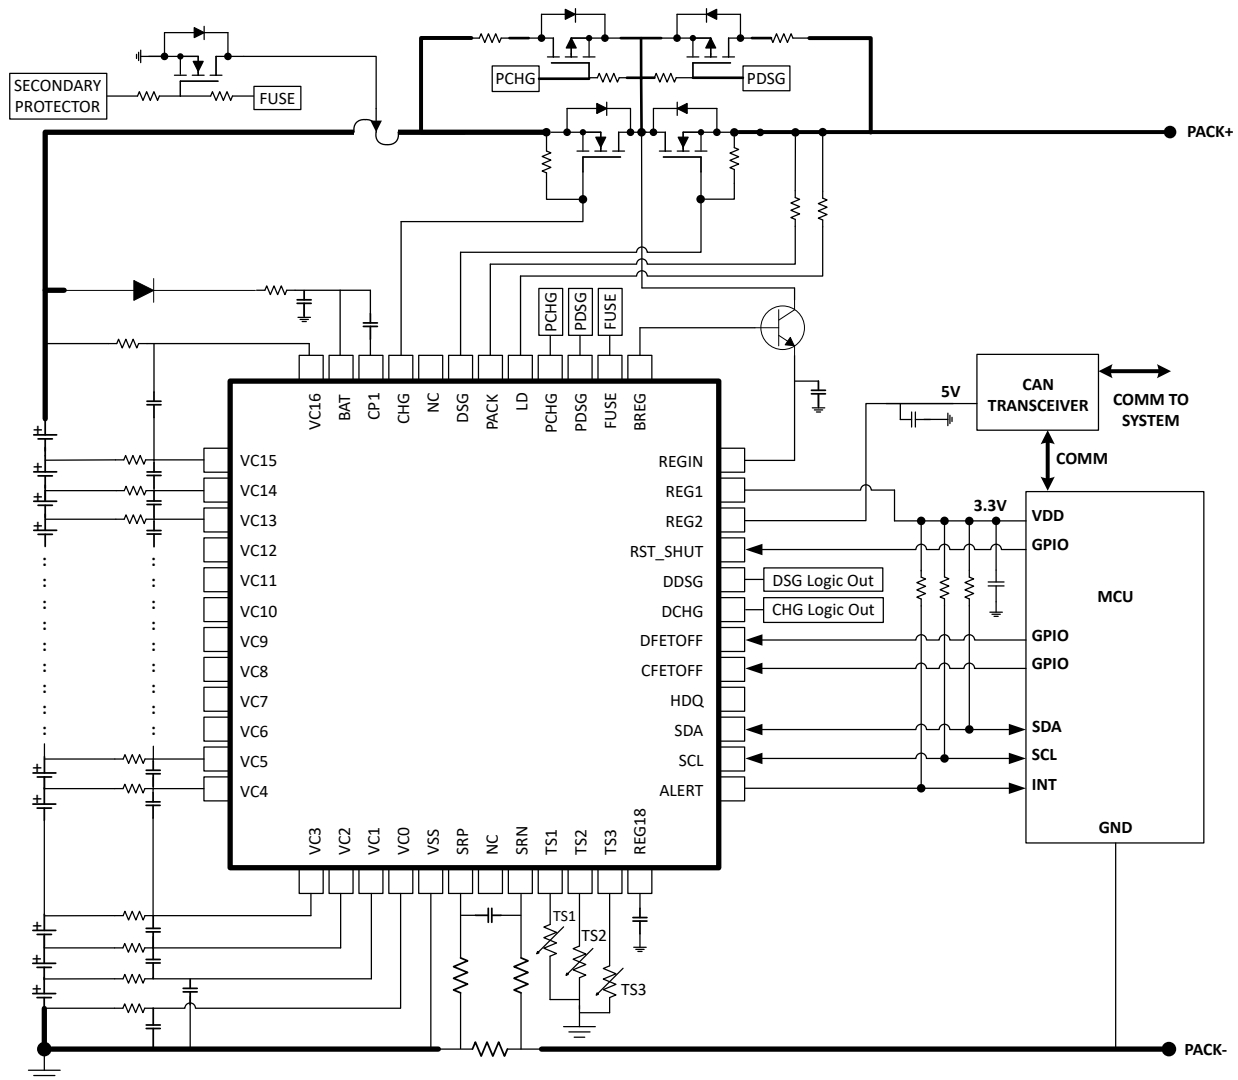 PCHG
PDSG
SECONDARY
PROTECTOR
FUSE
PACK+
PCHG
PDSG
FUSE
VC16
BAT
CP1
CHG
NC
DSG
PACK
LD
PCHG
PDSG
FUSE
BREG
CAN
TRANSCEIVER
5V
COMM TO
SYSTEM
COMM
VC15
VC14
VC13
VC12
VC11
VC10
VC9
VC8
VC7
VC6
VC5
VC4
REGIN
REG1
REG2
RST_SHUT
DDSG
DCHG
DFETOFF
CFETOFF
HDQ
SDA
SCL
ALERT
DSG Logic Out
CHG Logic Out
3.3V
VDD
GPIO
MCU
GPIO
GPIO
SDA
SCL
INT
GND
VC3
VC2
VC1
VC0
VSS
SRP
NC
SRN
TS1
TS2
TS3
REG18
TS1
TS2
TS3
PACK-